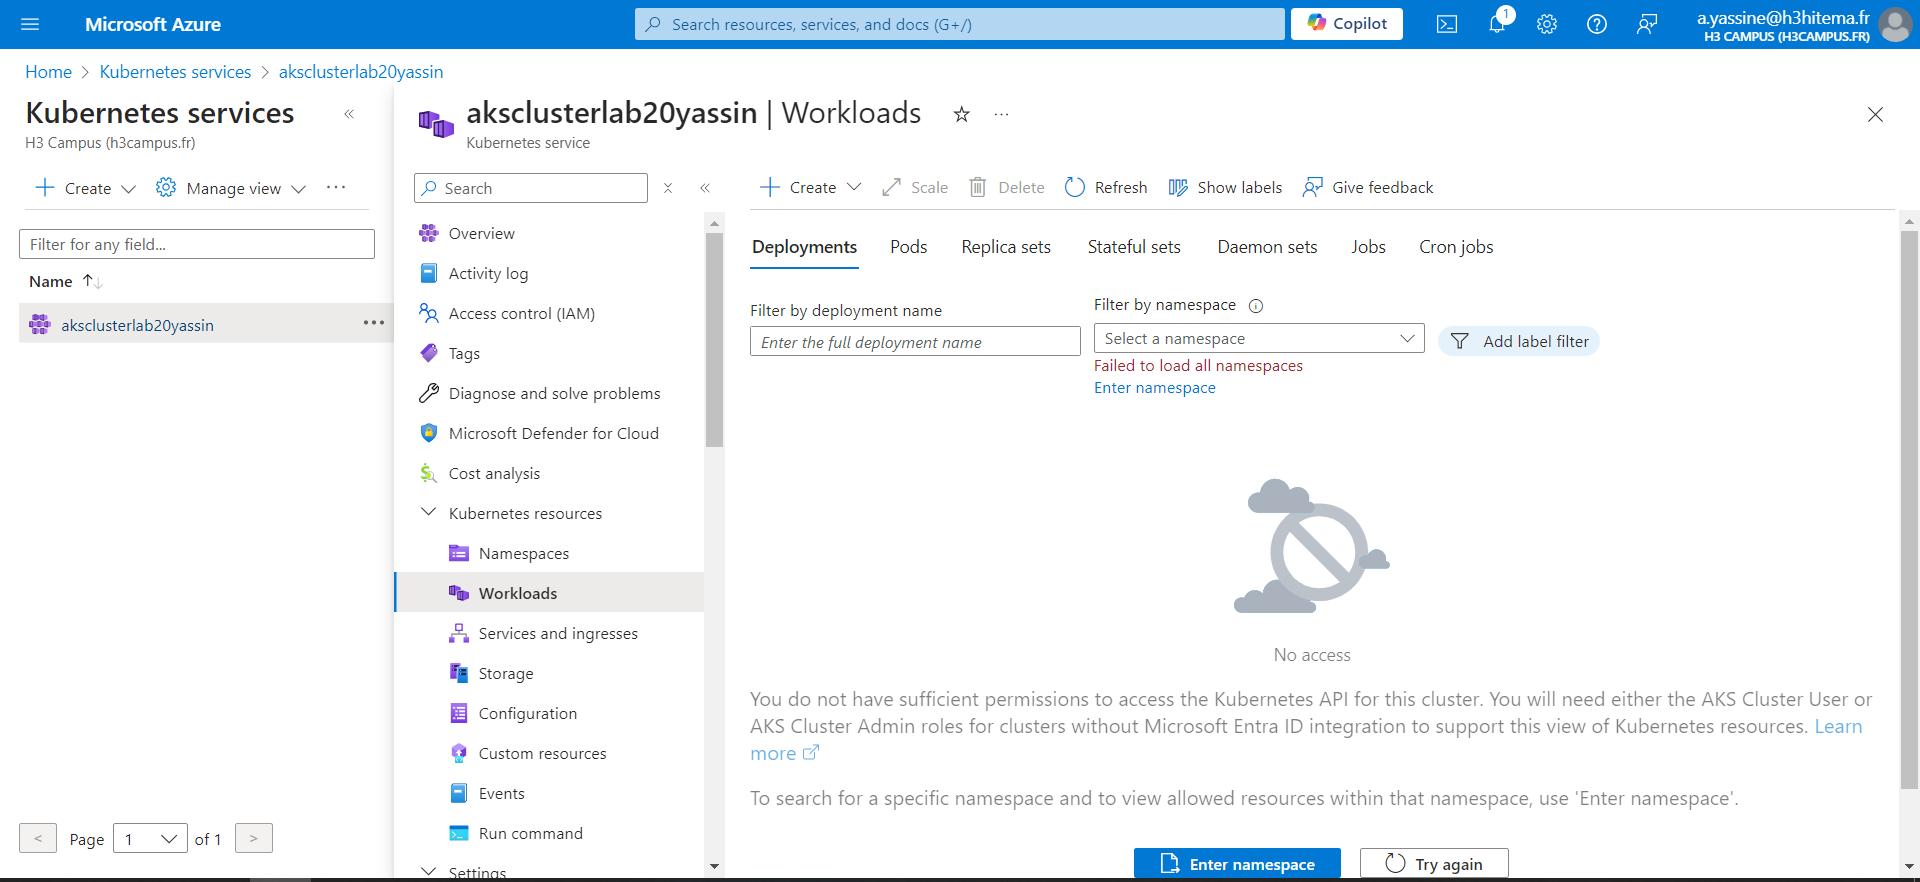 Microsoft Azure
Search resources, services, and docs (G+/)
Copilot
1
a.yassine@h3hitema.fr
H3 CAMPUS (H3CAMPUS.FR)
Home > Kubernetes services > aksclusterlab20yassin
Kubernetes services
H3 Campus (h3campus.fr)
Create
Manage view
Filter for any field...
Name
aksclusterlab20yassin
< Page 1 of 1 >
aksclusterlab20yassin | Workloads
Kubernetes service
Search
Overview
Activity log
Access control (IAM)
Tags
Diagnose and solve problems
Microsoft Defender for Cloud
Cost analysis
Kubernetes resources
Namespaces
Workloads
Services and ingresses
Storage
Configuration
Custom resources
Events
Run command
Settings
Create
Scale
Delete
Refresh
Show labels
Give feedback
Deployments
Pods
Replica sets
Stateful sets
Daemon sets
Jobs
Cron jobs
Filter by deployment name
Enter the full deployment name
Filter by namespace
Select a namespace
Failed to load all namespaces
Enter namespace
Add label filter
No access
You do not have sufficient permissions to access the Kubernetes API for this cluster. You will need either the AKS Cluster User or
AKS Cluster Admin roles for clusters without Microsoft Entra ID integration to support this view of Kubernetes resources. Learn
more
To search for a specific namespace and to view allowed resources within that namespace, use 'Enter namespace'.
Enter namespace
Try again